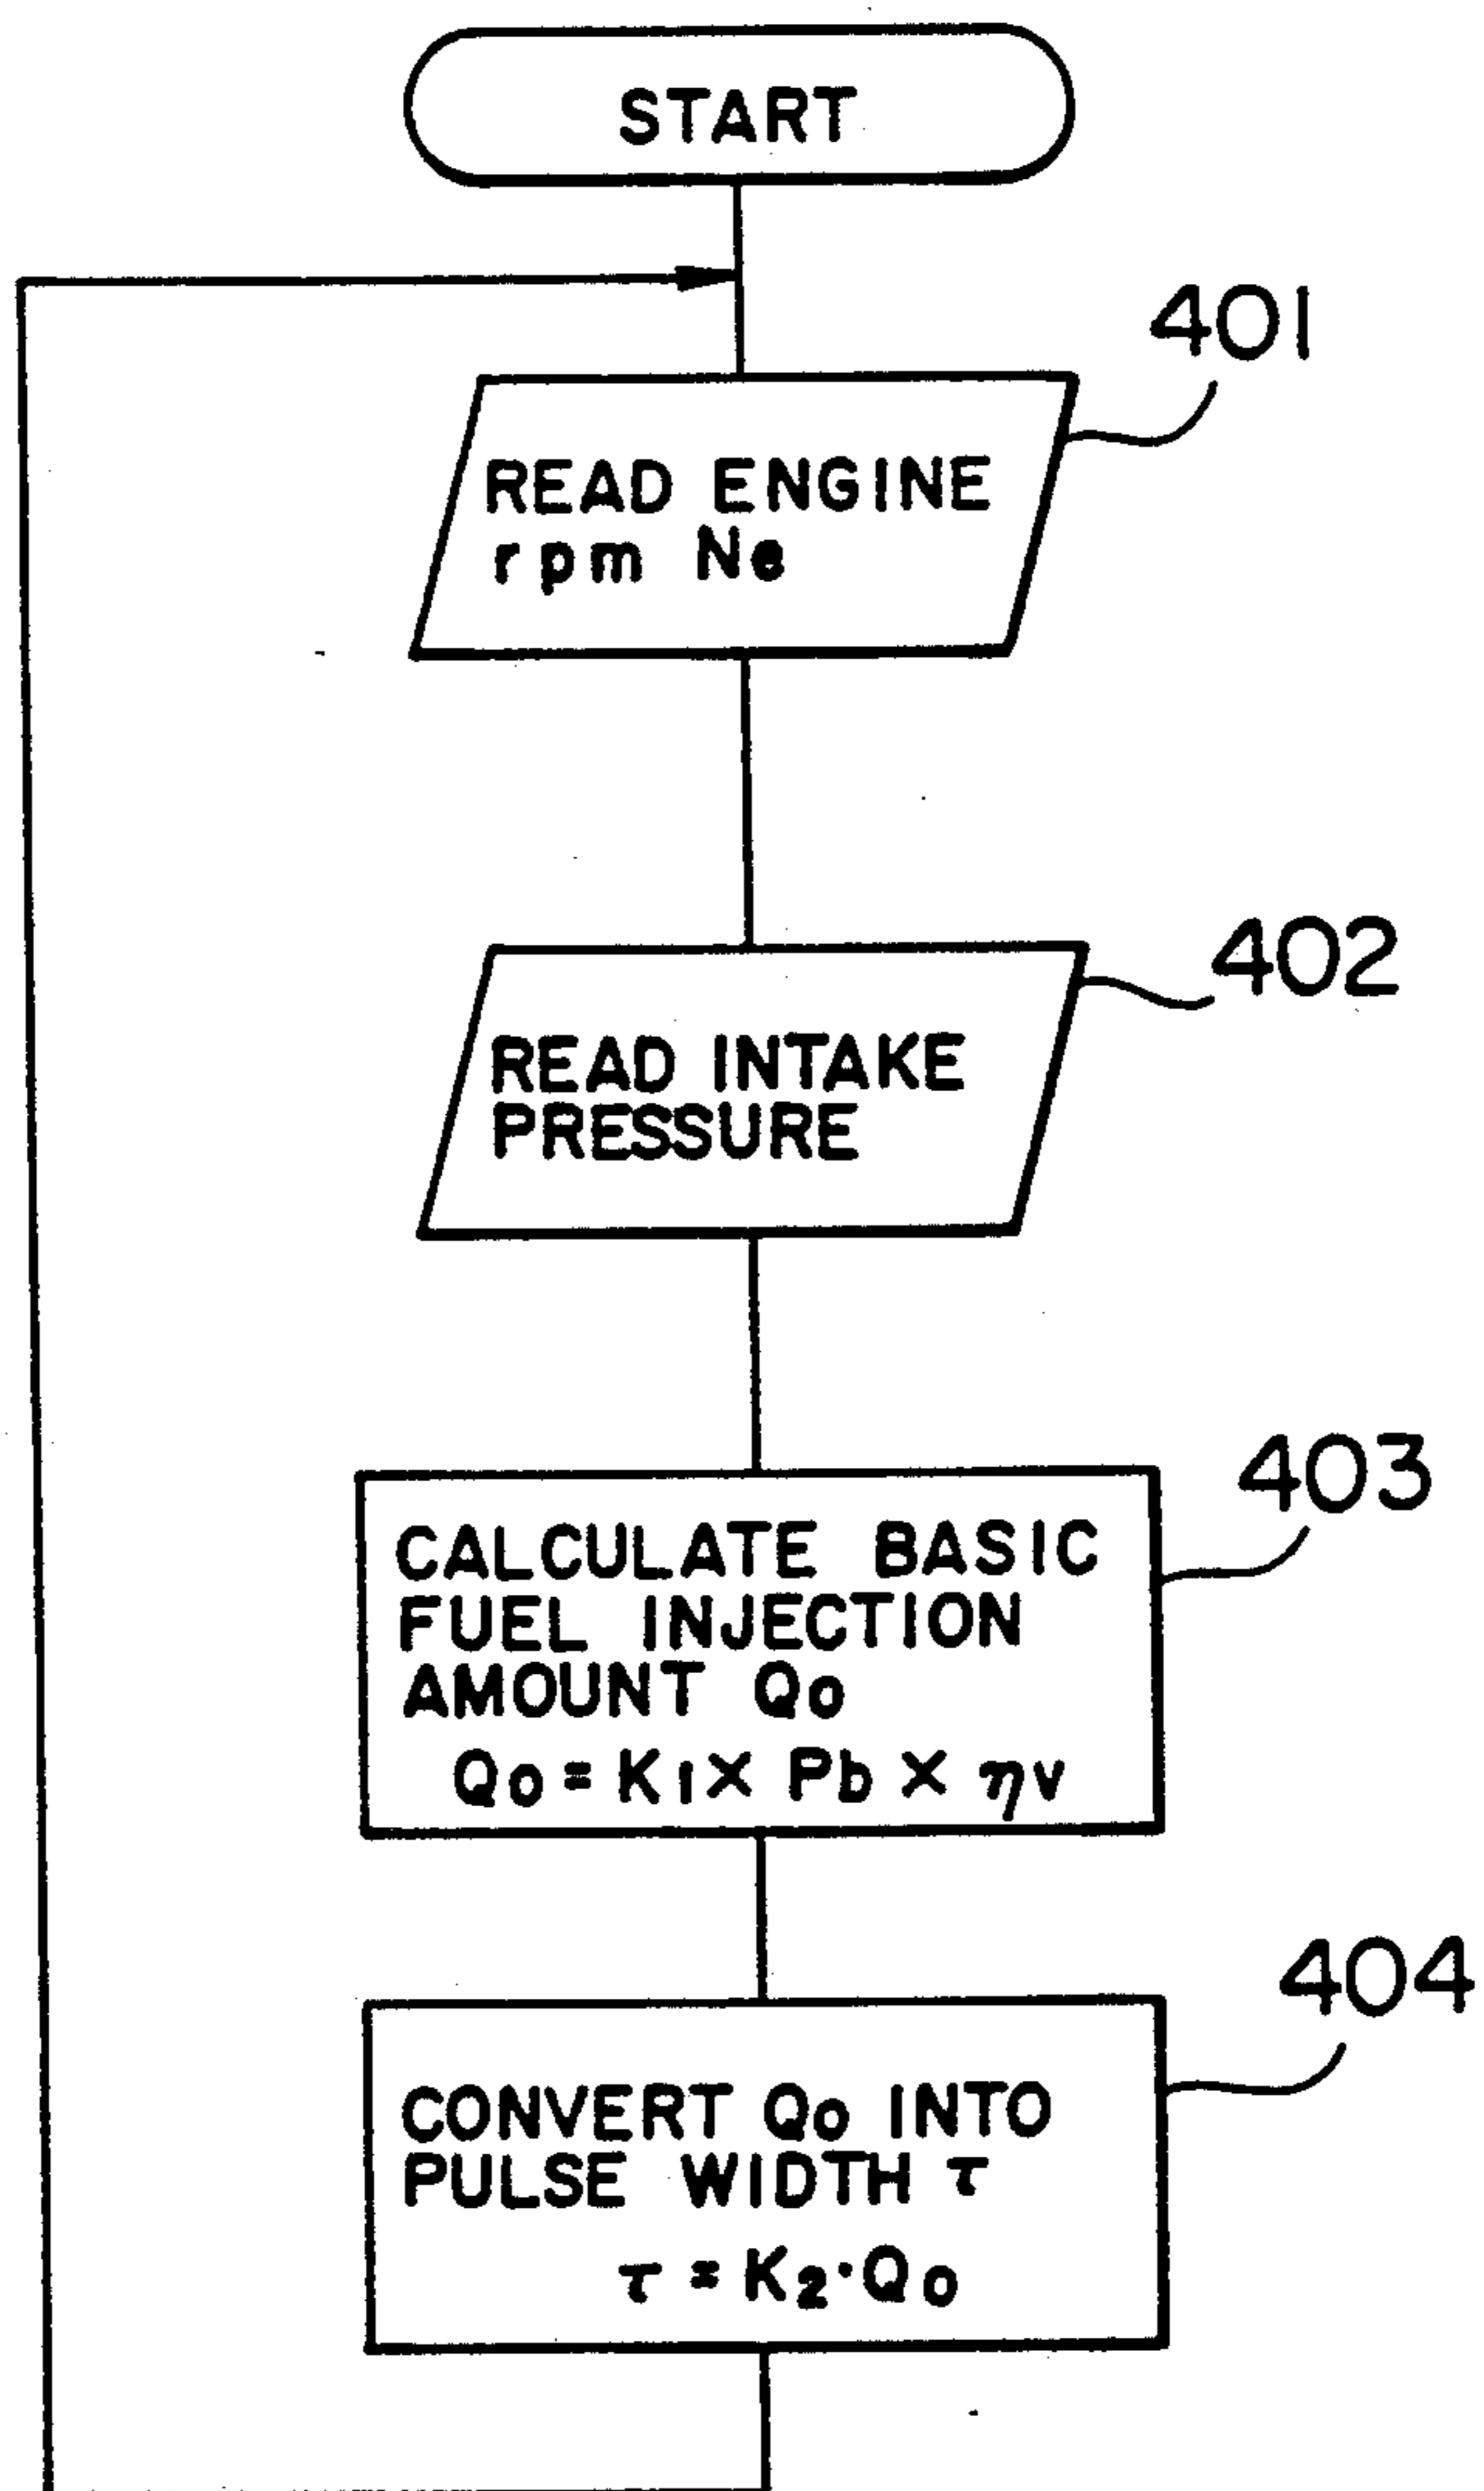 START
401
READ ENGINE
rpm Ne
402
READ INTAKE
PRESSURE
403
CALCULATE BASIC
FUEL INJECTION
AMOUNT Qo
Qo = K1 × Pb × ηv
404
CONVERT Qo INTO
PULSE WIDTH τ
τ = K2・Qo